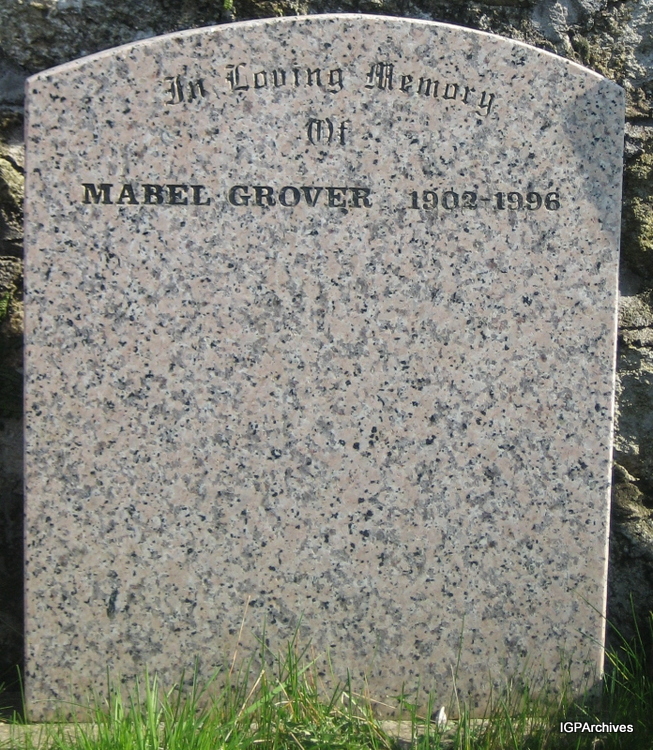 In Loving Memory
Of
MABEL GROVER 1902-1996
IGPArchives